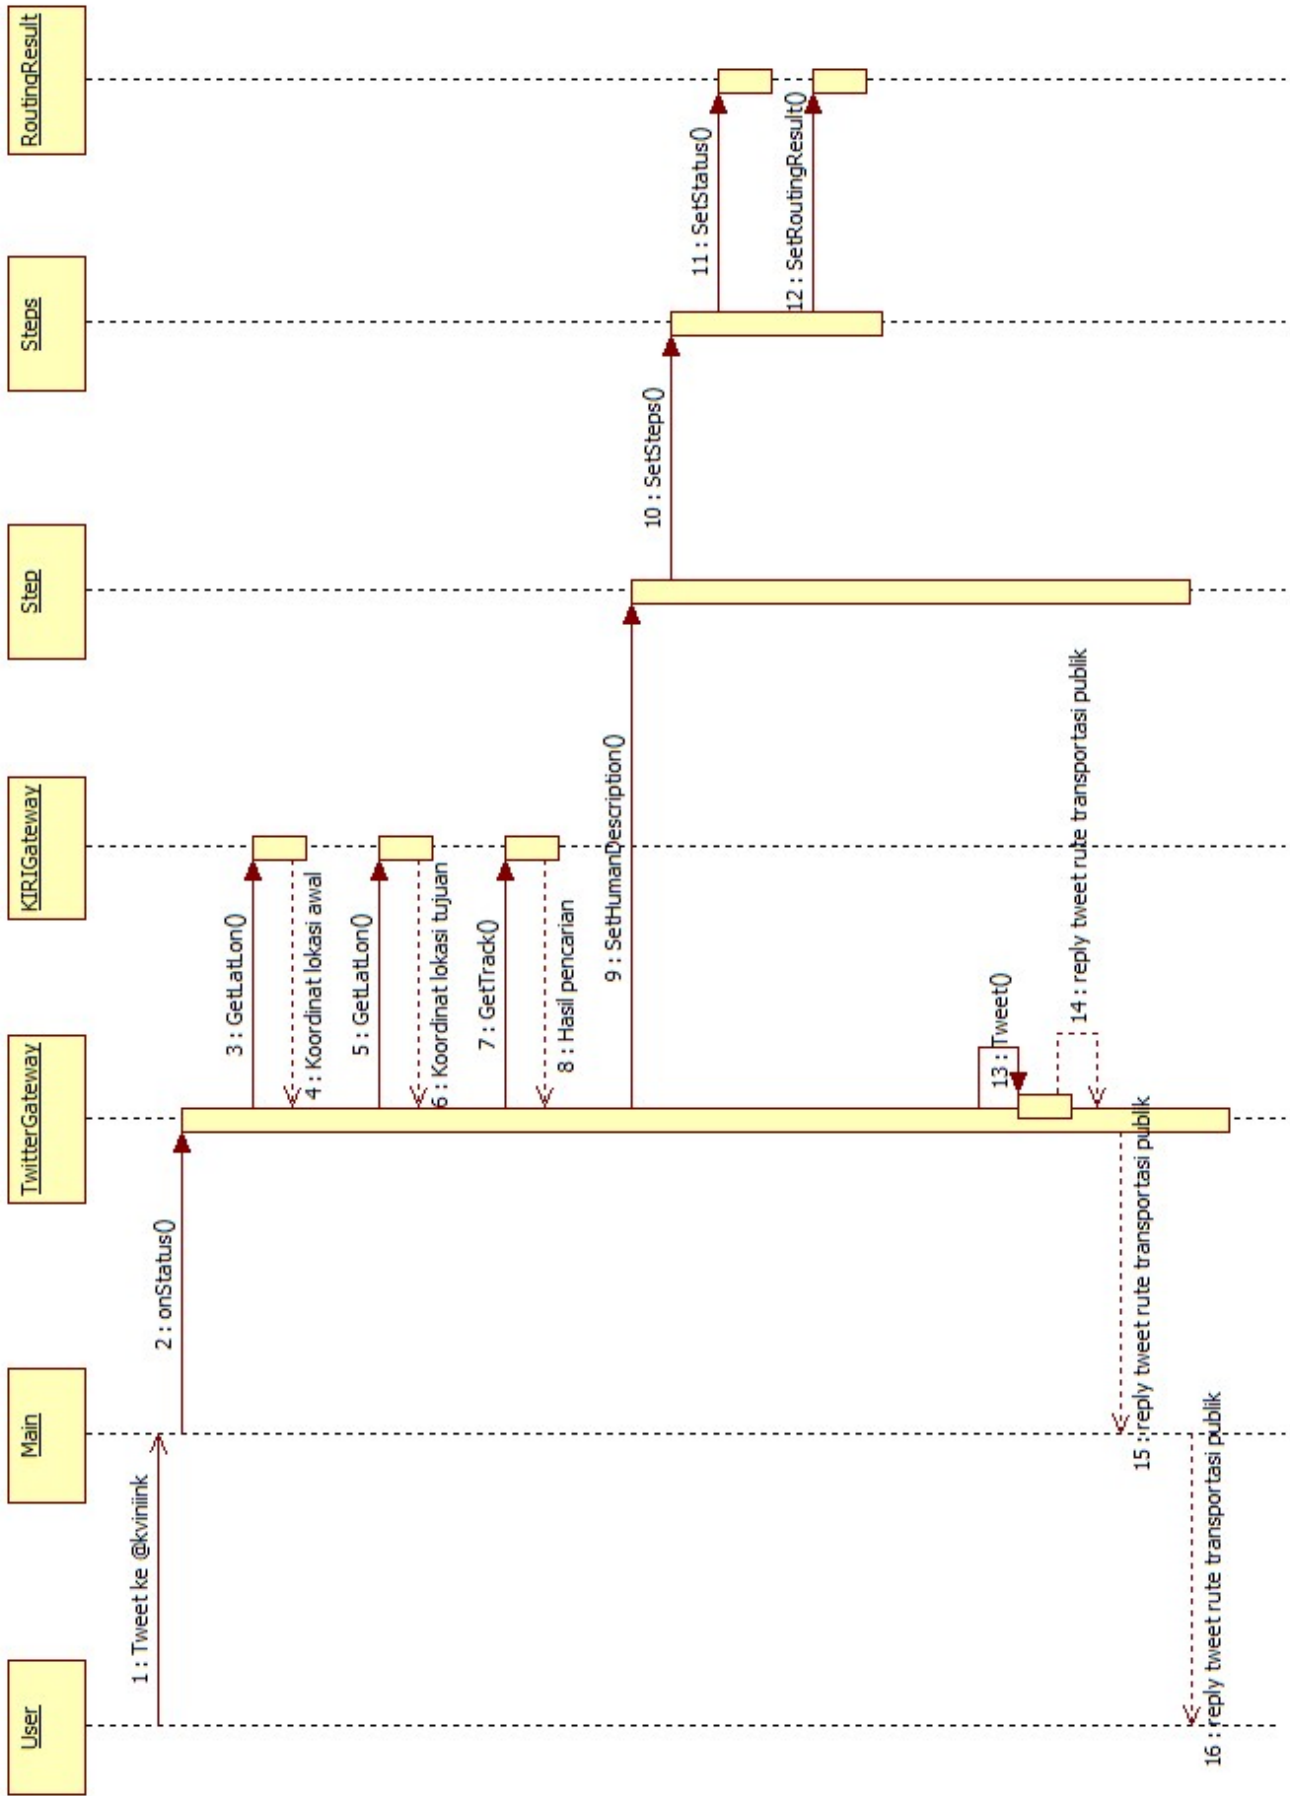 User
Main
TwitterGateway
KIRIGateway
Step
Steps
RoutingResult
1 : Tweet ke @kviniink
2 : onStatus()
3 : GetLatLon()
4 : Koordinat lokasi awal
5 : GetLatLon()
6 : Koordinat lokasi tujuan
7 : GetTrack()
8 : Hasil pencarian
9 : SetHumanDescription()
10 : SetSteps()
11 : SetStatus()
12 : SetRoutingResult()
13 : Tweet()
14 : reply tweet rute transportasi publik
15 : reply tweet rute transportasi publik
16 : reply tweet rute transportasi publik